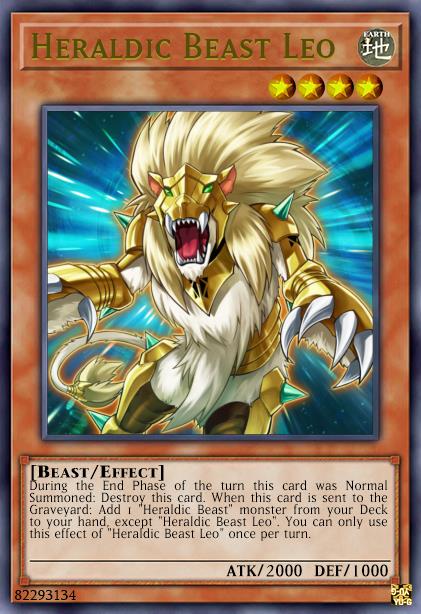 HERALDIC BEAST LEO
EARTH
地
[BEAST/EFFECT]
During the End Phase of the turn this card was Normal
Summoned: Destroy this card. When this card is sent to the
Graveyard: Add 1 "Heraldic Beast" monster from your Deck
to your hand, except "Heraldic Beast Leo". You can only use
this effect of "Heraldic Beast Leo" once per turn.
ATK/2000 DEF/1000
82293134